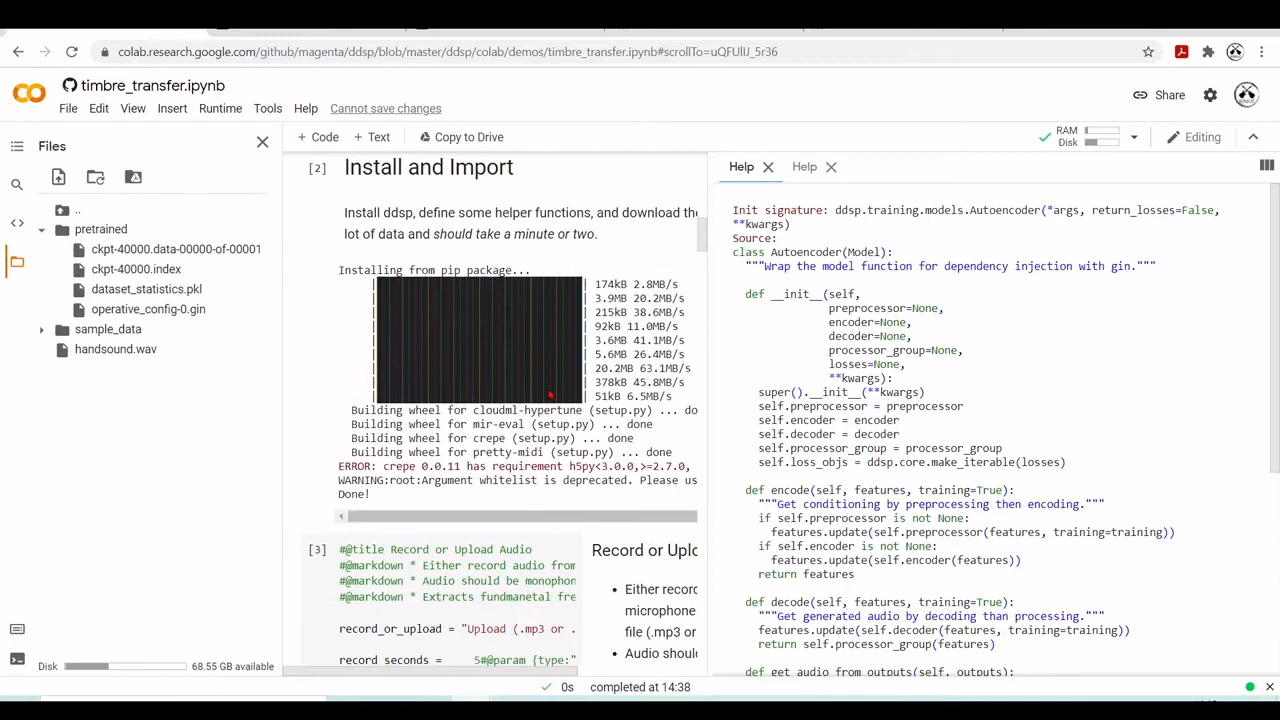 colab.research.google.com/github/magenta/ddsp/blob/master/ddsp/colab/demos/timbre_transfer.ipynb#scrollTo=uQFUlIJ_5r36
timbre_transfer.ipynb
File Edit View Insert Runtime Tools Help Cannot save changes
Share
Files
+ Code + Text Copy to Drive
RAM
Disk
Editing
..
pretrained
ckpt-40000.data-00000-of-00001
ckpt-40000.index
dataset_statistics.pkl
operative_config-0.gin
sample_data
handsound.wav
Disk 68.55 GB available
[2] Install and Import
Install ddsp, define some helper functions, and download the
lot of data and should take a minute or two.
Installing from pip package...
174kB 2.8MB/s
3.9MB 20.2MB/s
215kB 38.6MB/s
92kB 11.0MB/s
3.6MB 41.1MB/s
5.6MB 26.4MB/s
20.2MB 63.1MB/s
378kB 45.8MB/s
51kB 6.5MB/s
Building wheel for cloudml-hypertune (setup.py) ... do
Building wheel for mir-eval (setup.py) ... done
Building wheel for crepe (setup.py) ... done
Building wheel for pretty-midi (setup.py) ... done
ERROR: crepe 0.0.11 has requirement h5py<3.0.0,>=2.7.0,
WARNING:root:Argument whitelist is deprecated. Please us
Done!
[3] #@title Record or Upload Audio
#@markdown * Either record audio from
#@markdown * Audio should be monophon
#@markdown * Extracts fundmanetal fre
record_or_upload = "Upload (.mp3 or .
record_seconds = 5#@param {type:"
Record or Uplo
Either record
microphone
file (.mp3 or
Audio shoul
Help Help
Init signature: ddsp.training.models.Autoencoder(*args, return_losses=False,
**kwargs)
Source:
class Autoencoder(Model):
"""Wrap the model function for dependency injection with gin."""
def __init__(self,
preprocessor=None,
encoder=None,
decoder=None,
processor_group=None,
losses=None,
**kwargs):
super().__init__(**kwargs)
self.preprocessor = preprocessor
self.encoder = encoder
self.decoder = decoder
self.processor_group = processor_group
self.loss_objs = ddsp.core.make_iterable(losses)
def encode(self, features, training=True):
"""Get conditioning by preprocessing then encoding."""
if self.preprocessor is not None:
features.update(self.preprocessor(features, training=training))
if self.encoder is not None:
features.update(self.encoder(features))
return features
def decode(self, features, training=True):
"""Get generated audio by decoding than processing."""
features.update(self.decoder(features, training=training))
return self.processor_group(features)
def get_audio_from_outputs(self, outputs):
0s completed at 14:38